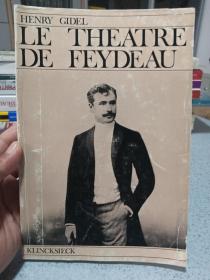 HENRY GIDEL
LE THEATRE
DE FEYDEAU
KLINCKSIECK